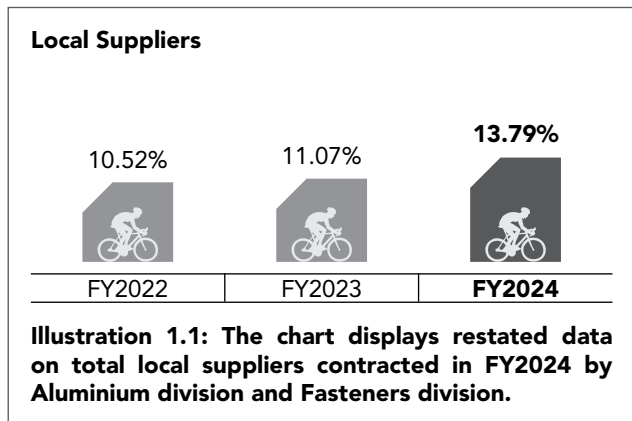 Local Suppliers
13.79%
10.52%
11.07%
FY2022 FY2023 FY2024
Illustration 1.1: The chart displays restated data
on total local suppliers contracted in FY2024 by
Aluminium division and Fasteners division.